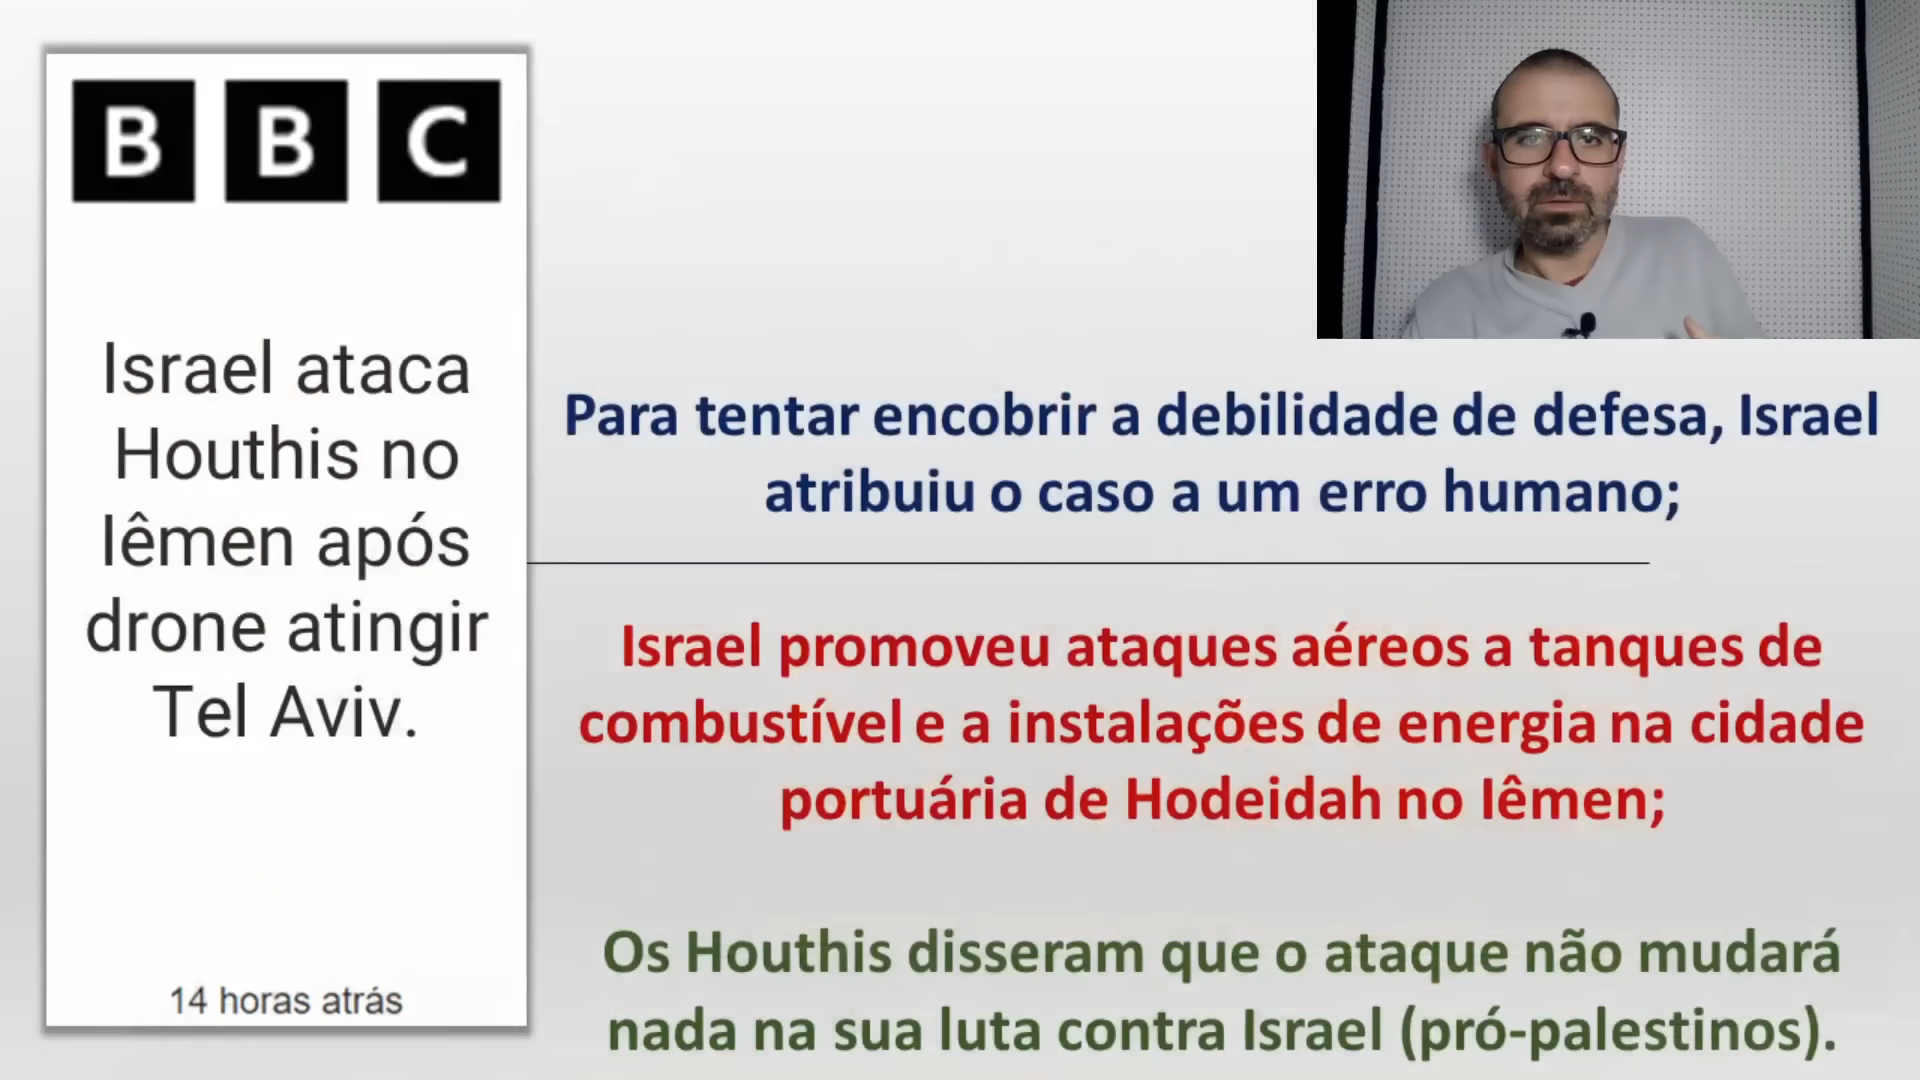 BBC
Israel ataca
Houthis no
Iêmen após
drone atingir
Tel Aviv.
14 horas atrás
Para tentar encobrir a debilidade de defesa, Israel
atribuiu o caso a um erro humano;
Israel promoveu ataques aéreos a tanques de
combustível e a instalações de energia na cidade
portuária de Hodeidah no Iêmen;
Os Houthis disseram que o ataque não mudará
nada na sua luta contra Israel (pró-palestinos).